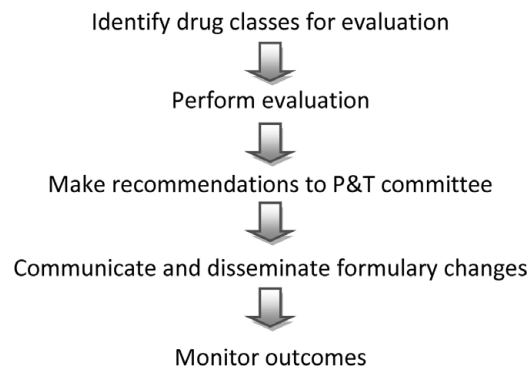 Identify drug classes for evaluation
Perform evaluation
Make recommendations to P&T committee
Communicate and disseminate formulary changes
Monitor outcomes